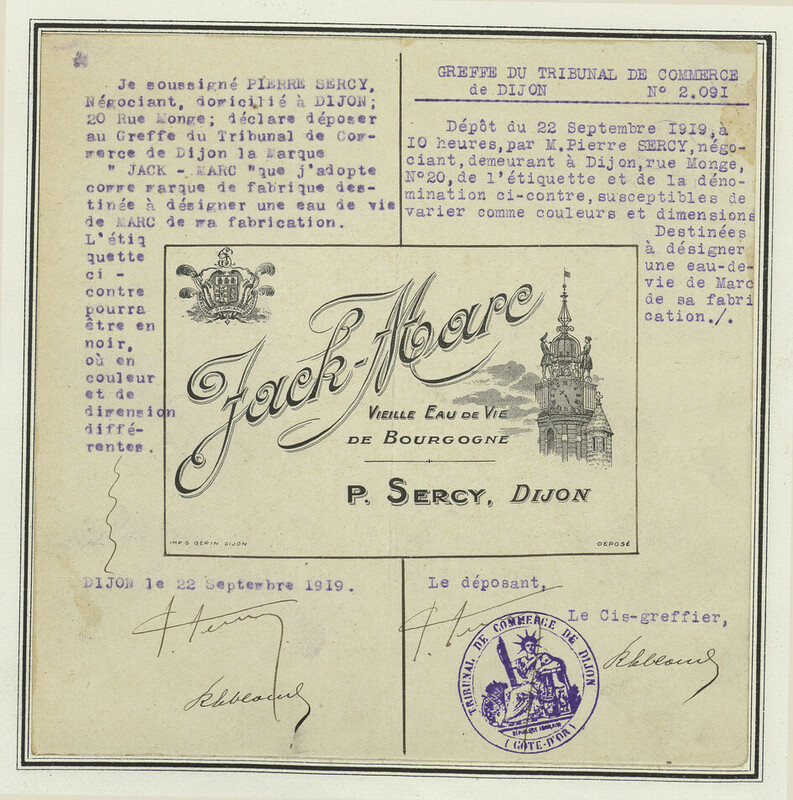 Je soussigné PIERRE SERCY,
Négociant, domicilié à DIJON;
20 Rue Monge; déclare déposer
au Greffe du Tribunal de Com-
merce de Dijon la Marque
" JACK - MARC "que j'adopte
comme marque de fabrique des-
tinée à désigner une eau de vie
de MARC de ma fabrication.
L'étiq
quette
ci -
contre
pourra
être en
noir,
où en
couleur
et de
dimension
diffé-
rentes.
GREFFE DU TRIBUNAL DE COMMERCE
de DIJON N° 2.091
Dépôt du 22 Septembre 1919,à
10 heures,par M.Pierre SERCY,négo-
ciant,demeurant à Dijon,rue Monge,
N°20,de l'étiquette et de la déno-
mination ci-contre,susceptibles de
varier comme couleurs et dimensions
Destinées
à désigner
une eau-de-
vie de Marc
de sa fabri
cation./.
Jack-Marc
VIEILLE EAU DE VIE
DE BOURGOGNE
P. SERCY, DIJON
IMP. G. GERIN DIJON
DÉPOSÉ
DIJON le 22 Septembre 1919.
Le déposant,
Le Cis-greffier,
TRIBUNAL DE COMMERCE DE DIJON
RÉPUBLIQUE FRANÇAISE
(CÔTE-D'OR)